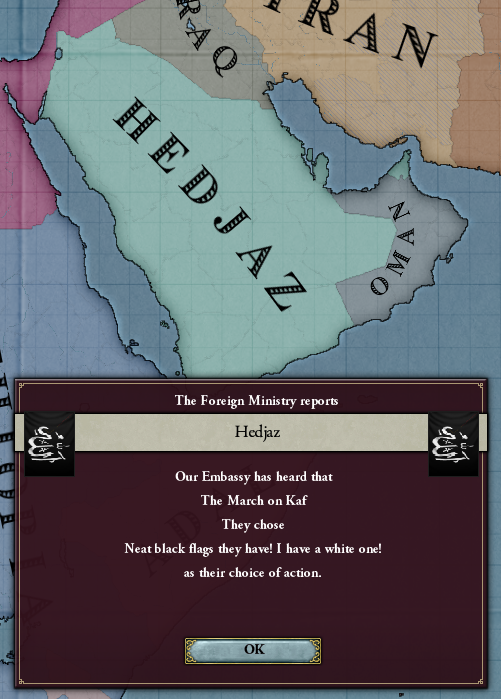 RAQ
RAN
HEDJAZ
OMAN
The Foreign Ministry reports
Hedjaz
Our Embassy has heard that
The March on Kaf
They chose
Neat black flags they have! I have a white one!
as their choice of action.
OK